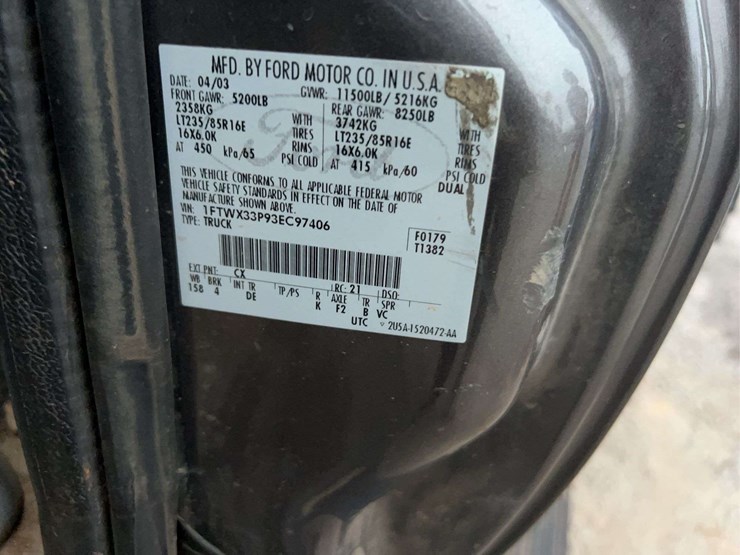 MFD. BY FORD MOTOR CO. IN U.S.A.
DATE: 04/03 GVWR: 11500LB/ 5216KG
FRONT GAWR: 5200LB REAR GAWR: 8250LB
2358KG WITH 3742KG WITH
LT235/85R16E TIRES LT235/85R16E TIRES
16X6.0K RIMS 16X6.0K RIMS
AT 450 kPa/65 PSI COLD AT 415 kPa/60 PSI COLD
DUAL
THIS VEHICLE CONFORMS TO ALL APPLICABLE FEDERAL MOTOR
VEHICLE SAFETY STANDARDS IN EFFECT ON THE DATE OF
MANUFACTURE SHOWN ABOVE.
VIN: 1FTWX33P93EC97406 F0179
TYPE: TRUCK T1382
EXT PNT: CX RC: 21 DSO:
WB BRK INT TR TP/PS R AXLE TR SPR
158 4 DE K F2 B VC
UTC 2U5A-1520472-AA
Ford